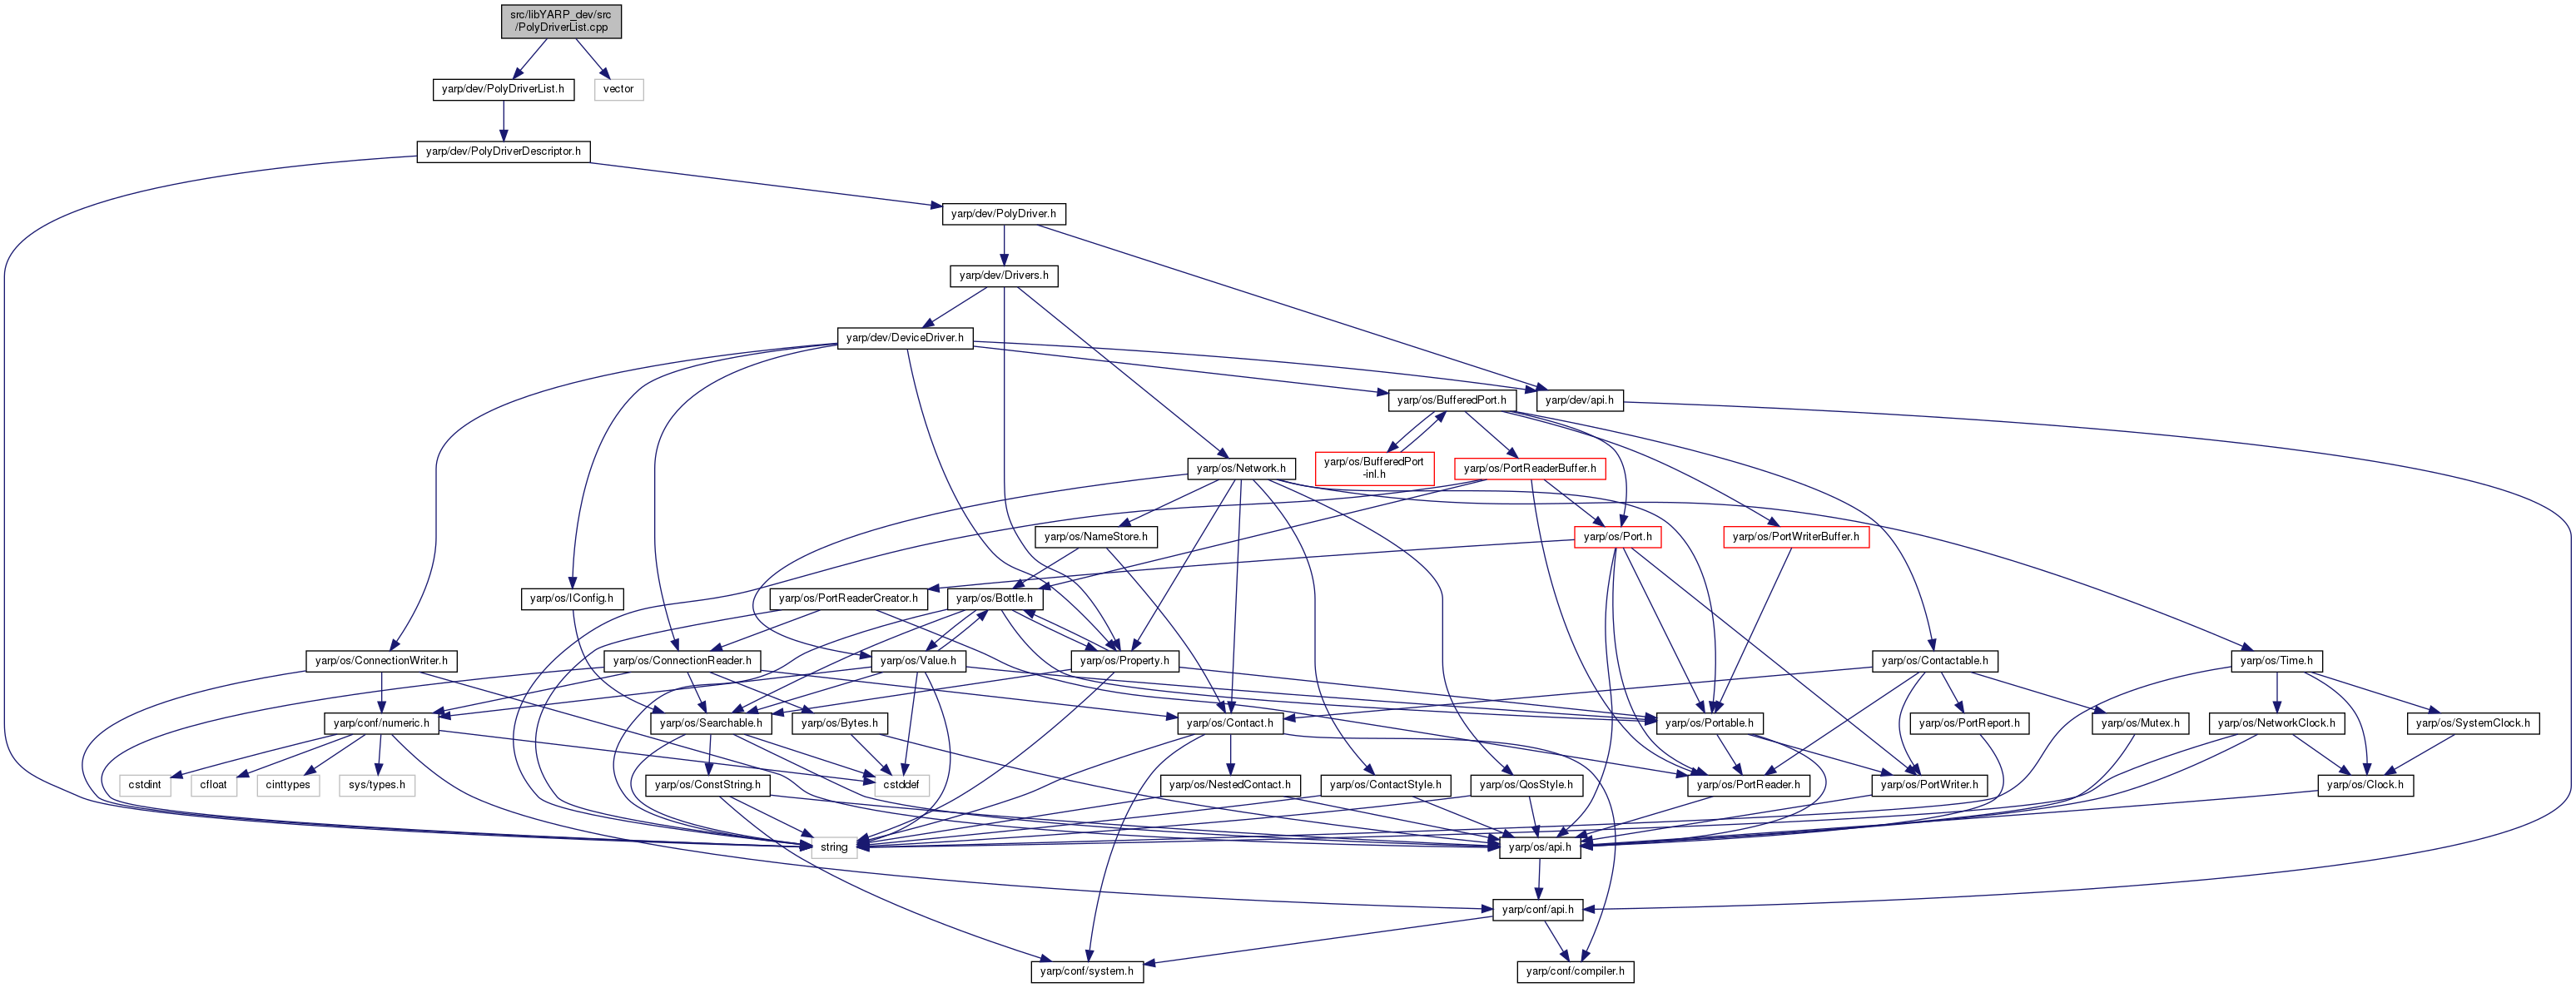 src/libYARP_dev/src
/PolyDriverList.cpp
yarp/dev/PolyDriverList.h
vector
yarp/dev/PolyDriverDescriptor.h
yarp/dev/PolyDriver.h
yarp/dev/Drivers.h
yarp/dev/DeviceDriver.h
yarp/os/BufferedPort.h
yarp/dev/api.h
yarp/os/Network.h
yarp/os/BufferedPort
-inl.h
yarp/os/PortReaderBuffer.h
yarp/os/NameStore.h
yarp/os/Port.h
yarp/os/PortWriterBuffer.h
yarp/os/IConfig.h
yarp/os/PortReaderCreator.h
yarp/os/Bottle.h
yarp/os/ConnectionWriter.h
yarp/os/ConnectionReader.h
yarp/os/Value.h
yarp/os/Property.h
yarp/os/Contactable.h
yarp/os/Time.h
yarp/conf/numeric.h
yarp/os/Searchable.h
yarp/os/Bytes.h
yarp/os/Contact.h
yarp/os/Portable.h
yarp/os/PortReport.h
yarp/os/Mutex.h
yarp/os/NetworkClock.h
yarp/os/SystemClock.h
cstdint
cfloat
cinttypes
sys/types.h
yarp/os/ConstString.h
cstddef
yarp/os/NestedContact.h
yarp/os/ContactStyle.h
yarp/os/QosStyle.h
yarp/os/PortReader.h
yarp/os/PortWriter.h
yarp/os/Clock.h
string
yarp/os/api.h
yarp/conf/api.h
yarp/conf/system.h
yarp/conf/compiler.h